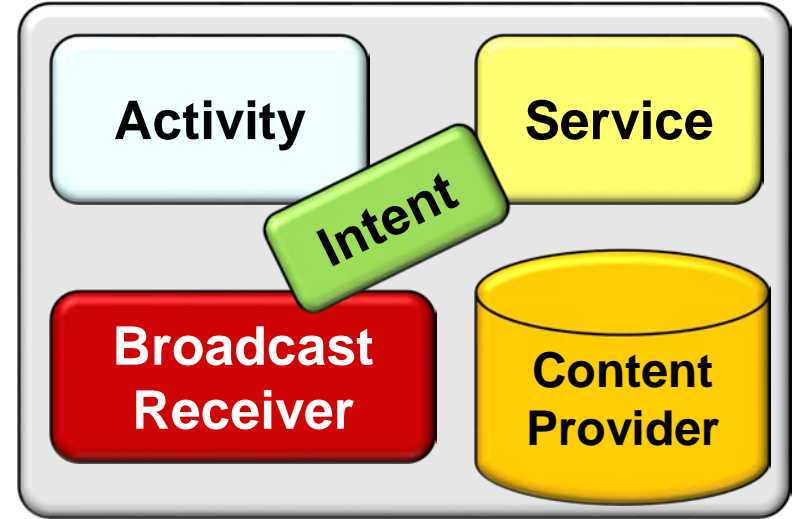 Activity
Service
Intent
Broadcast
Receiver
Content
Provider